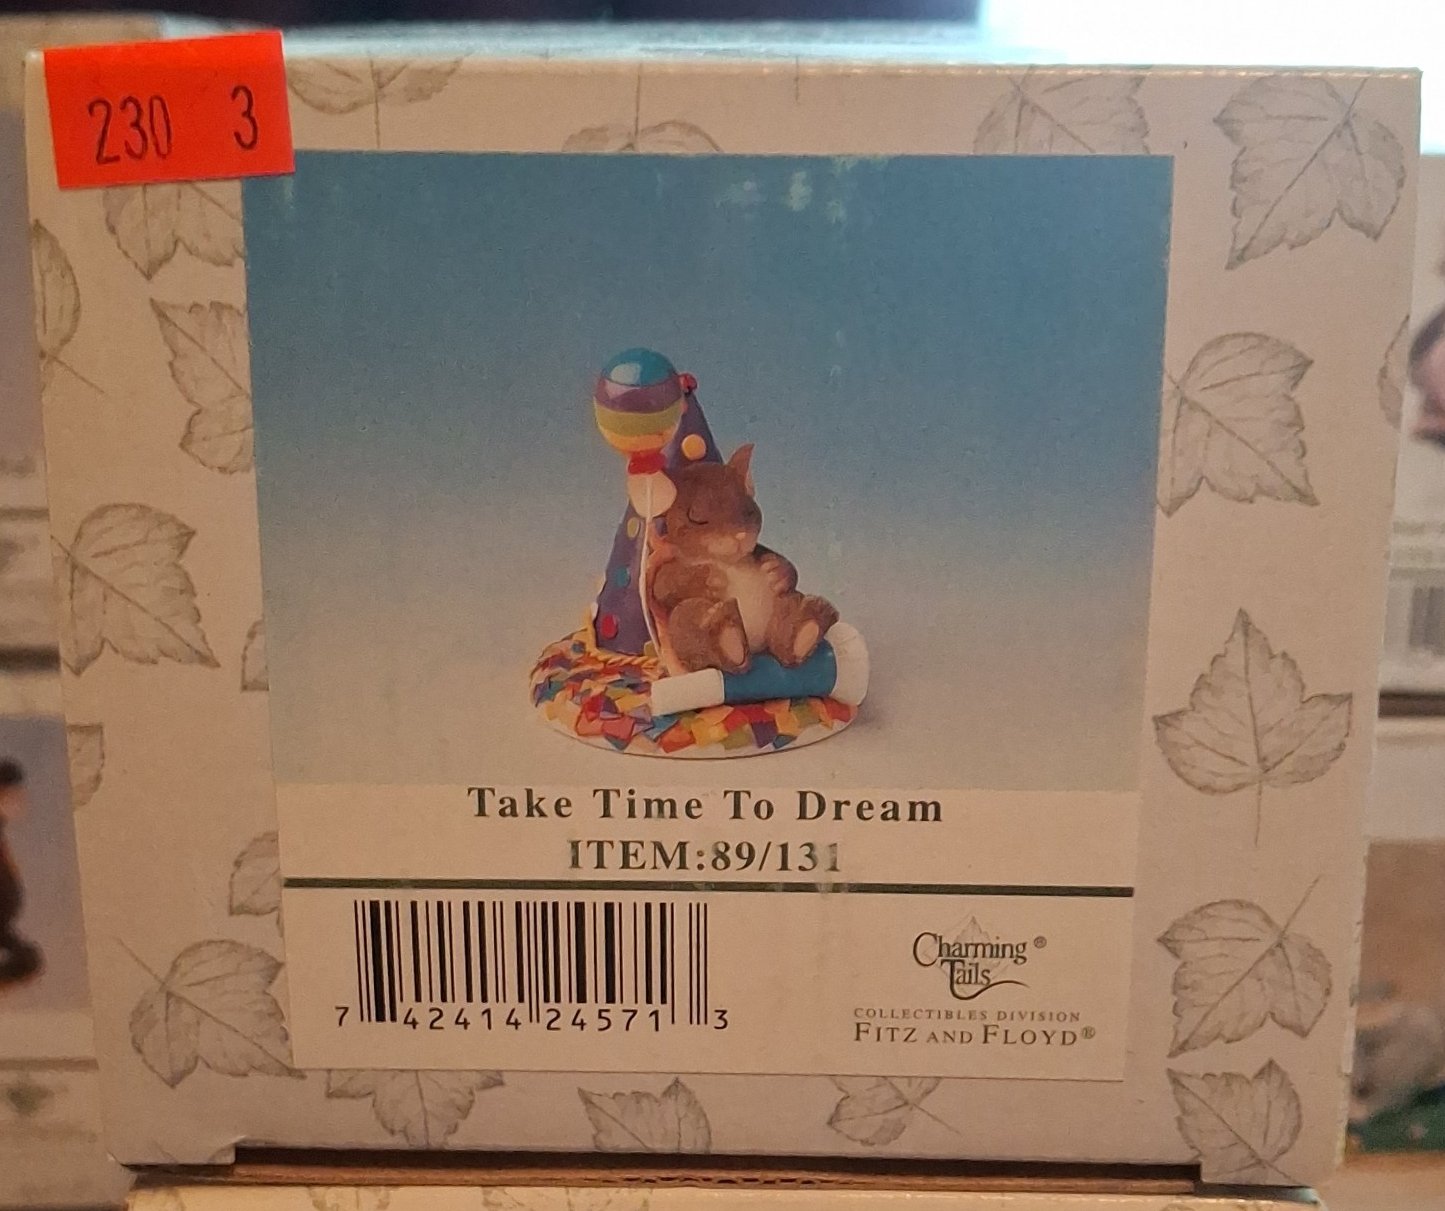 230 3
Take Time To Dream
ITEM:89/131
7 42414 24571 3
Charming ®
Tails
COLLECTIBLES DIVISION
FITZ AND FLOYD®